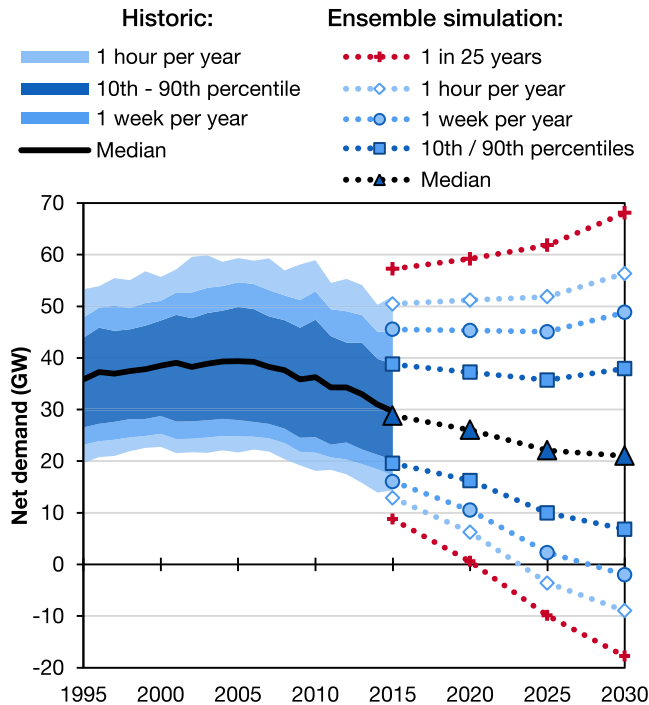 Historic:
1 hour per year
10th - 90th percentile
1 week per year
Median
Ensemble simulation:
1 in 25 years
1 hour per year
1 week per year
10th / 90th percentiles
Median
Net demand (GW)
70
60
50
40
30
20
10
0
-10
-20
1995 2000 2005 2010 2015 2020 2025 2030